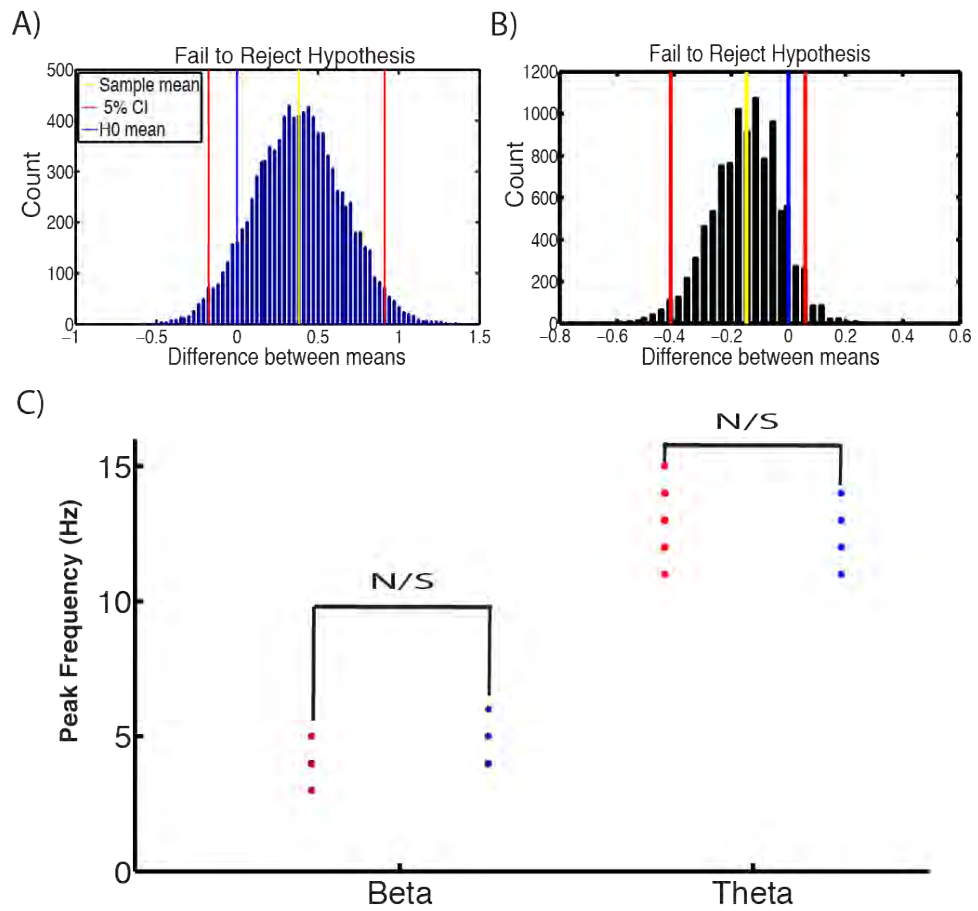 A)
Fail to Reject Hypothesis
500
400
300
200
100
0
Count
Sample mean
5% CI
H0 mean
−1
−0.5
0
0.5
1
1.5
Difference between means
B)
Fail to Reject Hypothesis
1200
1000
800
600
400
200
0
Count
−0.8
−0.6
−0.4
−0.2
0
0.2
0.4
0.6
Difference between means
C)
15
10
5
0
Peak Frequency (Hz)
N/S
N/S
Beta
Theta